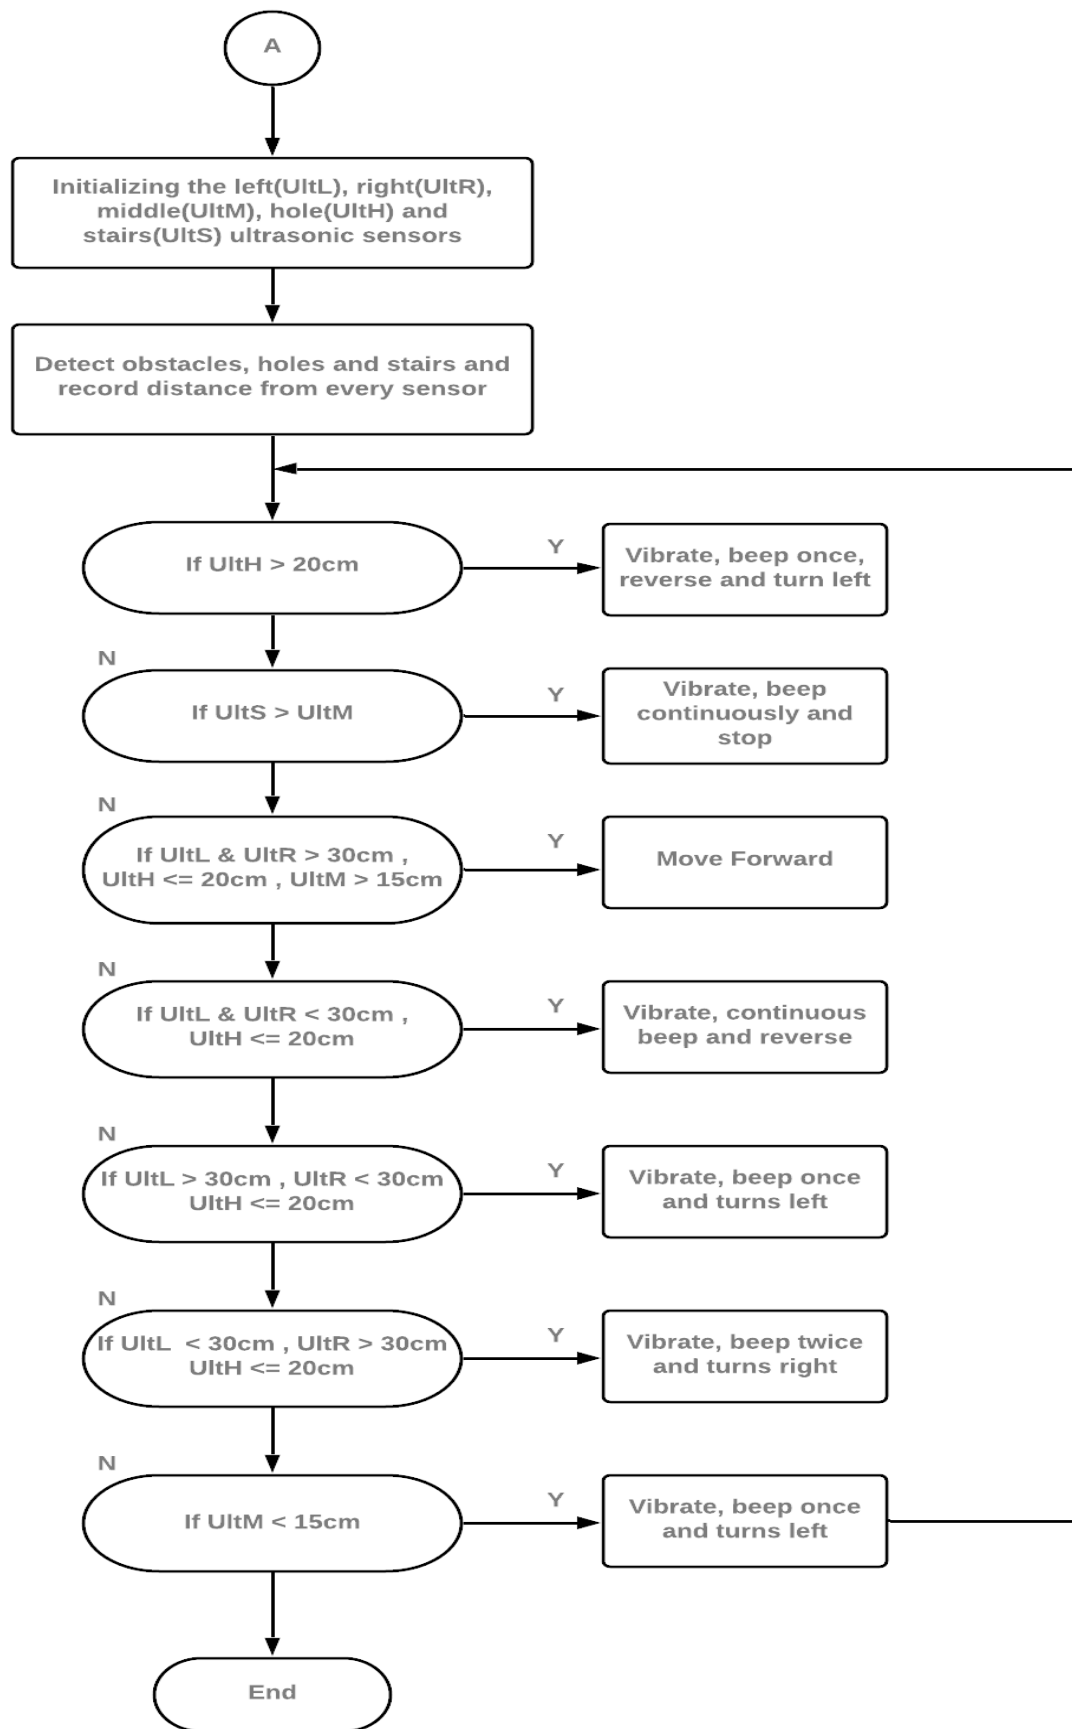 A
Initializing the left(UltL), right(UltR),
middle(UltM), hole(UltH) and
stairs(UltS) ultrasonic sensors
Detect obstacles, holes and stairs and
record distance from every sensor
If UltH > 20cm
Y
Vibrate, beep once,
reverse and turn left
N
If UltS > UltM
Y
Vibrate, beep
continuously and
stop
N
If UltL & UltR > 30cm ,
UltH <= 20cm , UltM > 15cm
Y
Move Forward
N
If UltL & UltR < 30cm ,
UltH <= 20cm
Y
Vibrate, continuous
beep and reverse
N
If UltL > 30cm , UltR < 30cm
UltH <= 20cm
Y
Vibrate, beep once
and turns left
N
If UltL  < 30cm , UltR > 30cm
UltH <= 20cm
Y
Vibrate, beep twice
and turns right
N
If UltM < 15cm
Y
Vibrate, beep once
and turns left
End